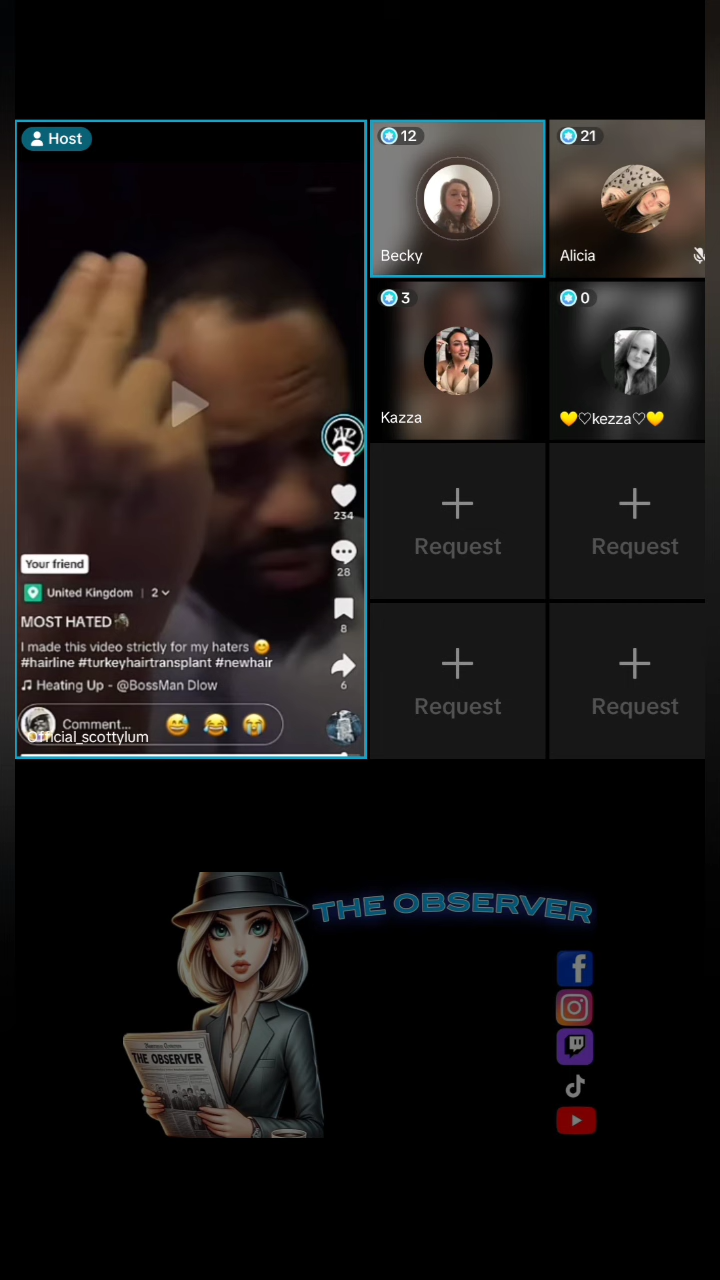 Host
12
Becky
21
Alicia
3
Kazza
0
💛♡kezza♡💛
234
28
8
6
Your friend
United Kingdom | 2
MOST HATED
I made this video strictly for my haters 😊
#hairline #turkeyhairtransplant #newhair
Heating Up - @BossMan Dlow
Comment... 😅 😂 😭
Official_scottylum
+ Request
+ Request
+ Request
+ Request
THE OBSERVER
THE OBSERVER